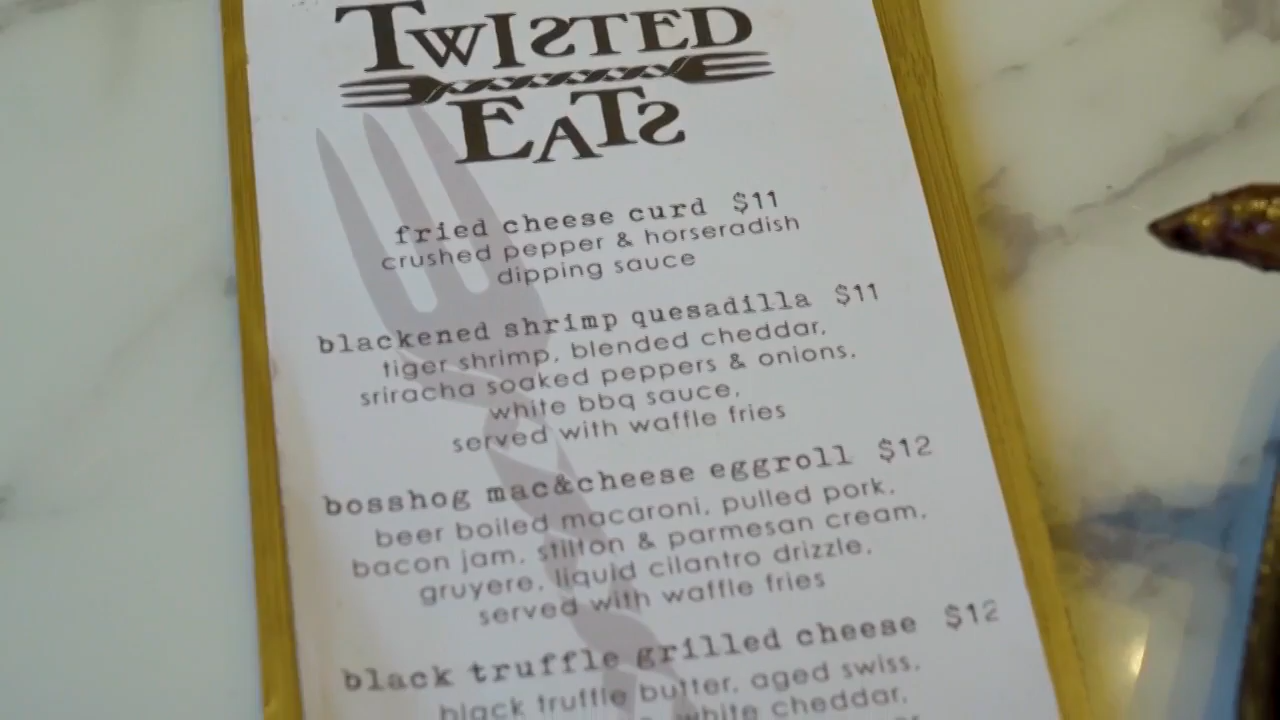 TWISTED
EATS
fried cheese curd $11
crushed pepper & horseradish
dipping sauce
blackened shrimp quesadilla $11
tiger shrimp, blended cheddar,
sriracha soaked peppers & onions,
white bbq sauce,
served with waffle fries
bosshog mac&cheese eggroll $12
beer boiled macaroni, pulled pork,
bacon jam, stilton & parmesan cream,
gruyere, liquid cilantro drizzle,
served with waffle fries
black truffle grilled cheese $12
black truffle butter, aged swiss,
white cheddar,